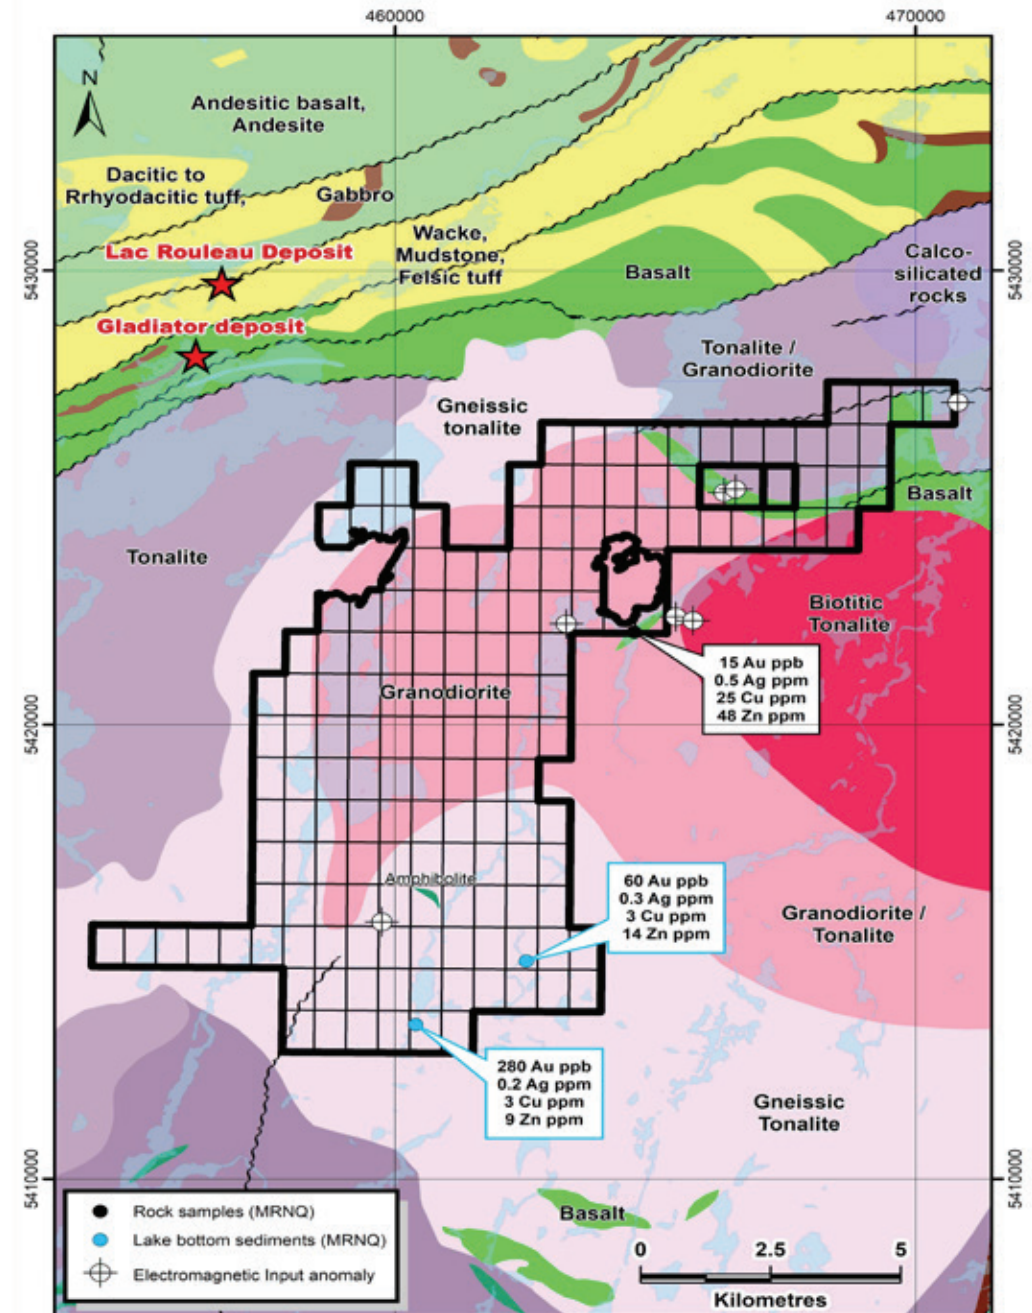 460000
470000
N
Andesitic basalt,
Andesite
Dacitic to
Rrhyodacitic tuff,
Gabbro
Wacke,
Mudstone,
Felsic tuff
Lac Rouleau Deposit
Gladiator deposit
Basalt
Calco-
silicated
rocks
5430000
5430000
Tonalite /
Granodiorite
Gneissic
tonalite
Basalt
Tonalite
Biotitic
Tonalite
15 Au ppb
0.5 Ag ppm
25 Cu ppm
48 Zn ppm
Granodiorite
5420000
5420000
Amphibolite
60 Au ppb
0.3 Ag ppm
3 Cu ppm
14 Zn ppm
Granodiorite /
Tonalite
280 Au ppb
0.2 Ag ppm
3 Cu ppm
9 Zn ppm
Gneissic
Tonalite
5410000
5410000
Basalt
Rock samples (MRNQ)
Lake bottom sediments (MRNQ)
Electromagnetic Input anomaly
0 2.5 5
Kilometres